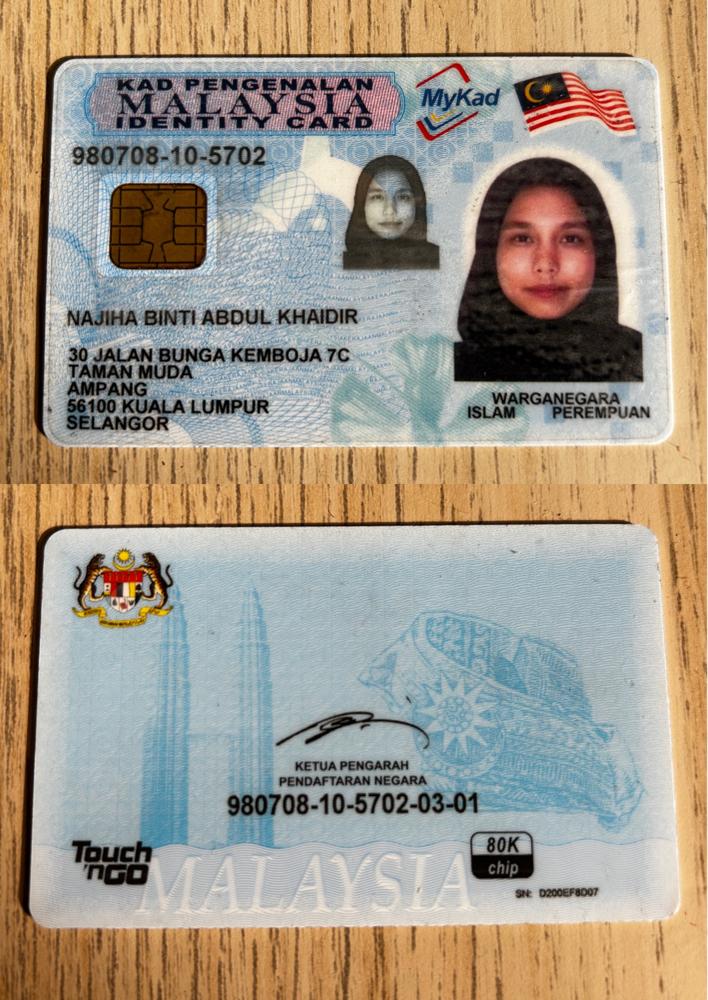 KAD PENGENALAN
MALAYSIA
IDENTITY CARD
MyKad
980708-10-5702
NAJIHA BINTI ABDUL KHAIDIR
30 JALAN BUNGA KEMBOJA 7C
TAMAN MUDA
AMPANG
56100 KUALA LUMPUR
SELANGOR
WARGANEGARA
ISLAM PEREMPUAN
KETUA PENGARAH
PENDAFTARAN NEGARA
980708-10-5702-03-01
Touch
'nGO
80K
chip
MALAYSIA
SN: D200EF8D07